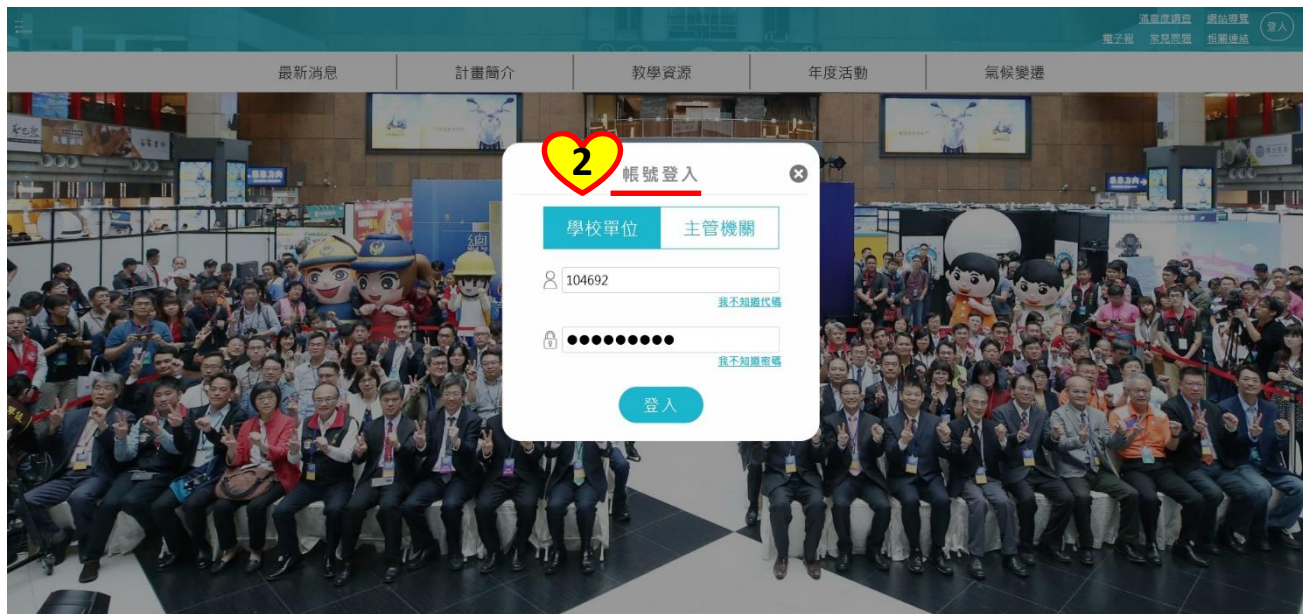 滿意度調查 網站導覽
登入
電子報 常見問題 相關連結
最新消息 計畫簡介 教學資源 年度活動 氣候變遷
2
帳號登入
學校單位 主管機關
104692
我不知道代碼
●●●●●●●●●
我不知道密碼
登入